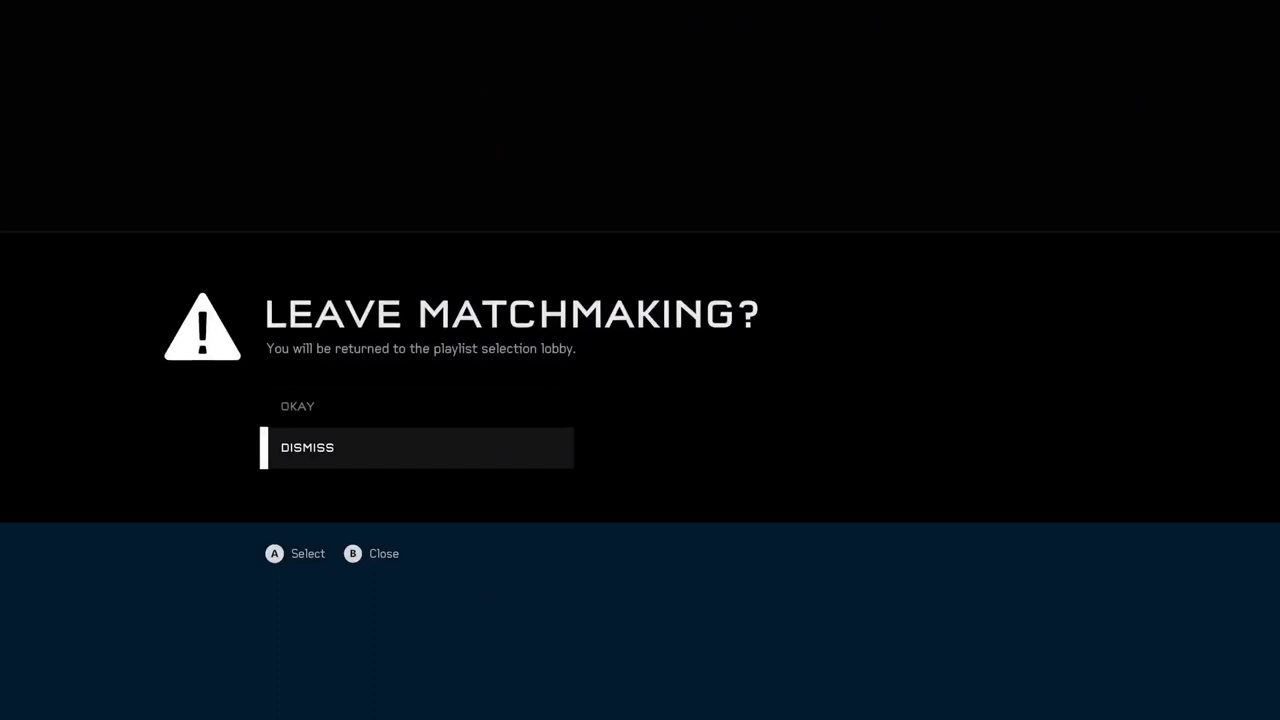 LEAVE MATCHMAKING?
You will be returned to the playlist selection lobby.
OKAY
DISMISS
A Select B Close